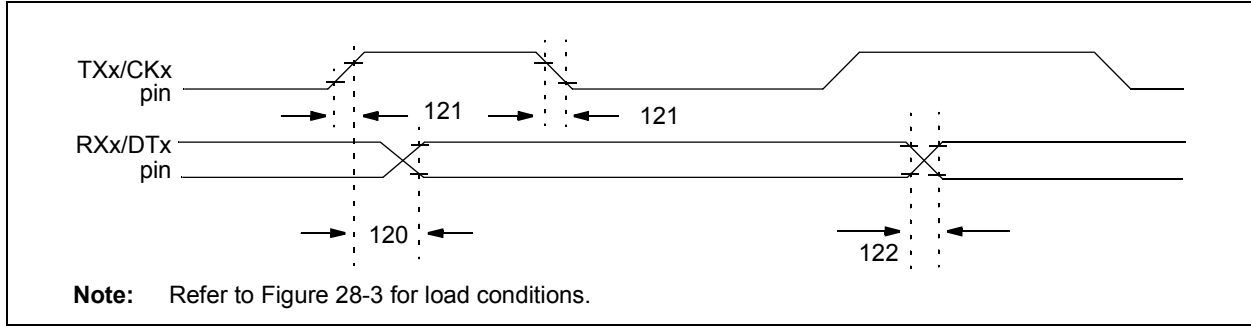 TXx/CKx
pin
121
121
RXx/DTx
pin
120
122
Note: Refer to Figure 28-3 for load conditions.